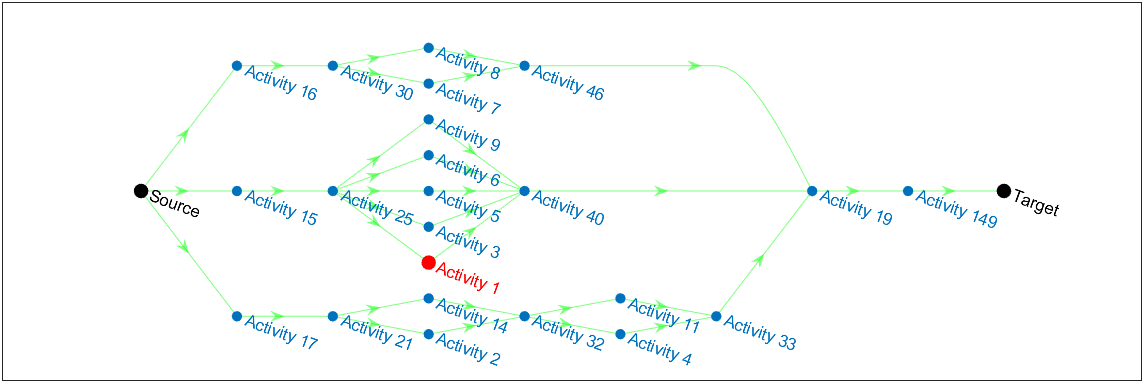 Activity 8
Activity 16
Activity 30
Activity 46
Activity 7
Activity 9
Activity 6
Source
Activity 15
Activity 25
Activity 5
Activity 40
Activity 19
Activity 149
Target
Activity 3
Activity 1
Activity 14
Activity 11
Activity 17
Activity 21
Activity 32
Activity 33
Activity 2
Activity 4